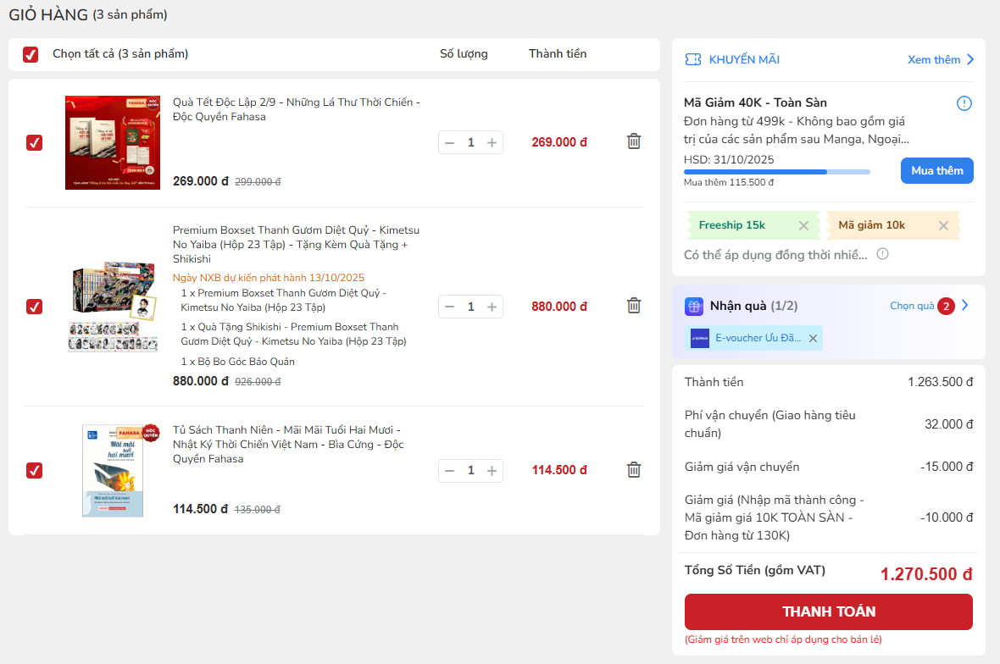 GIỎ HÀNG (3 sản phẩm)
Chọn tất cả (3 sản phẩm)
Số lượng
Thành tiền
FAHASA
ĐỘC QUYỀN
Quà Tết Độc Lập 2/9 - Những Lá Thư Thời Chiến -
Độc Quyền Fahasa
269.000 đ 299.000 đ
1
269.000 đ
Premium Boxset Thanh Gươm Diệt Quỷ - Kimetsu
No Yaiba (Hộp 23 Tập) - Tặng Kèm Quà Tặng +
Shikishi
Ngày NXB dự kiến phát hành 13/10/2025
1 x Premium Boxset Thanh Gươm Diệt Quỷ -
Kimetsu No Yaiba (Hộp 23 Tập)
1 x Quà Tặng Shikishi - Premium Boxset Thanh
Gươm Diệt Quỷ - Kimetsu No Yaiba (Hộp 23 Tập)
1 x Bộ Bo Góc Bảo Quản
880.000 đ 926.000 đ
1
880.000 đ
FAHASA
ĐỘC QUYỀN
Mãi mãi
tuổi
hai mươi
Tủ Sách Thanh Niên - Mãi Mãi Tuổi Hai Mươi -
Nhật Ký Thời Chiến Việt Nam - Bìa Cứng - Độc
Quyền Fahasa
114.500 đ 135.000 đ
1
114.500 đ
KHUYẾN MÃI
Xem thêm
Mã Giảm 40K - Toàn Sàn
Đơn hàng từ 499k - Không bao gồm giá
trị của các sản phẩm sau Manga, Ngoại...
HSD: 31/10/2025
Mua thêm 115.500 đ
Mua thêm
Freeship 15k
Mã giảm 10k
Có thể áp dụng đồng thời nhiề...
Nhận quà (1/2)
Chọn quà 2
E-voucher Ưu Đã...
Thành tiền 1.263.500 đ
Phí vận chuyển (Giao hàng tiêu
chuẩn) 32.000 đ
Giảm giá vận chuyển -15.000 đ
Giảm giá (Nhập mã thành công -
Mã giảm giá 10K TOÀN SÀN -
Đơn hàng từ 130K) -10.000 đ
Tổng Số Tiền (gồm VAT) 1.270.500 đ
THANH TOÁN
(Giảm giá trên web chỉ áp dụng cho bán lẻ)